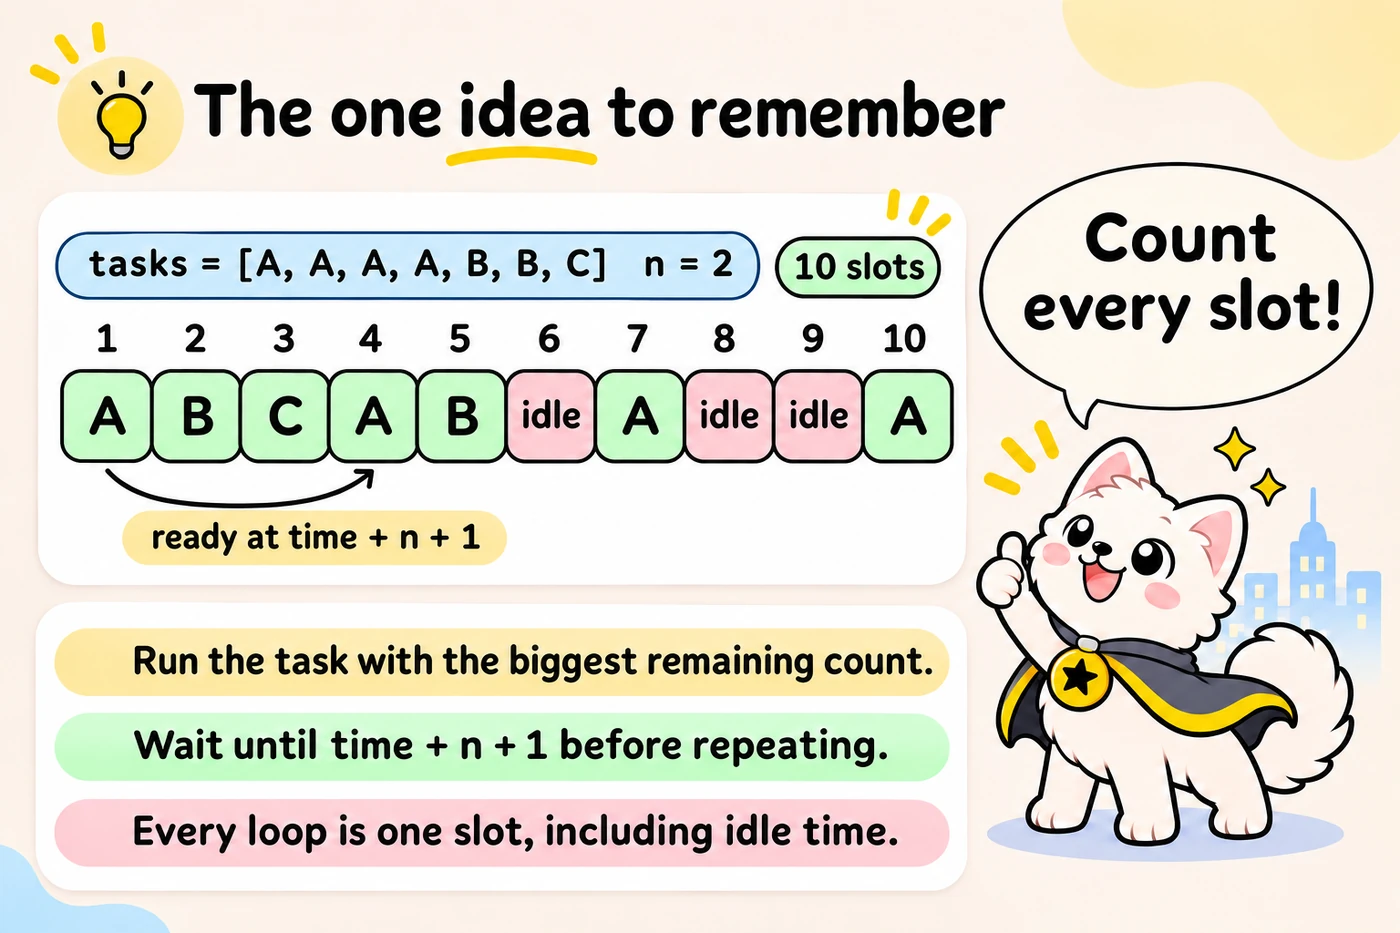 The one idea to remember
tasks = [A, A, A, A, B, B, C] n = 2
10 slots
1 2 3 4 5 6 7 8 9 10
A B C A B idle A idle idle A
ready at time + n + 1
Run the task with the biggest remaining count.
Wait until time + n + 1 before repeating.
Every loop is one slot, including idle time.
Count
every slot!